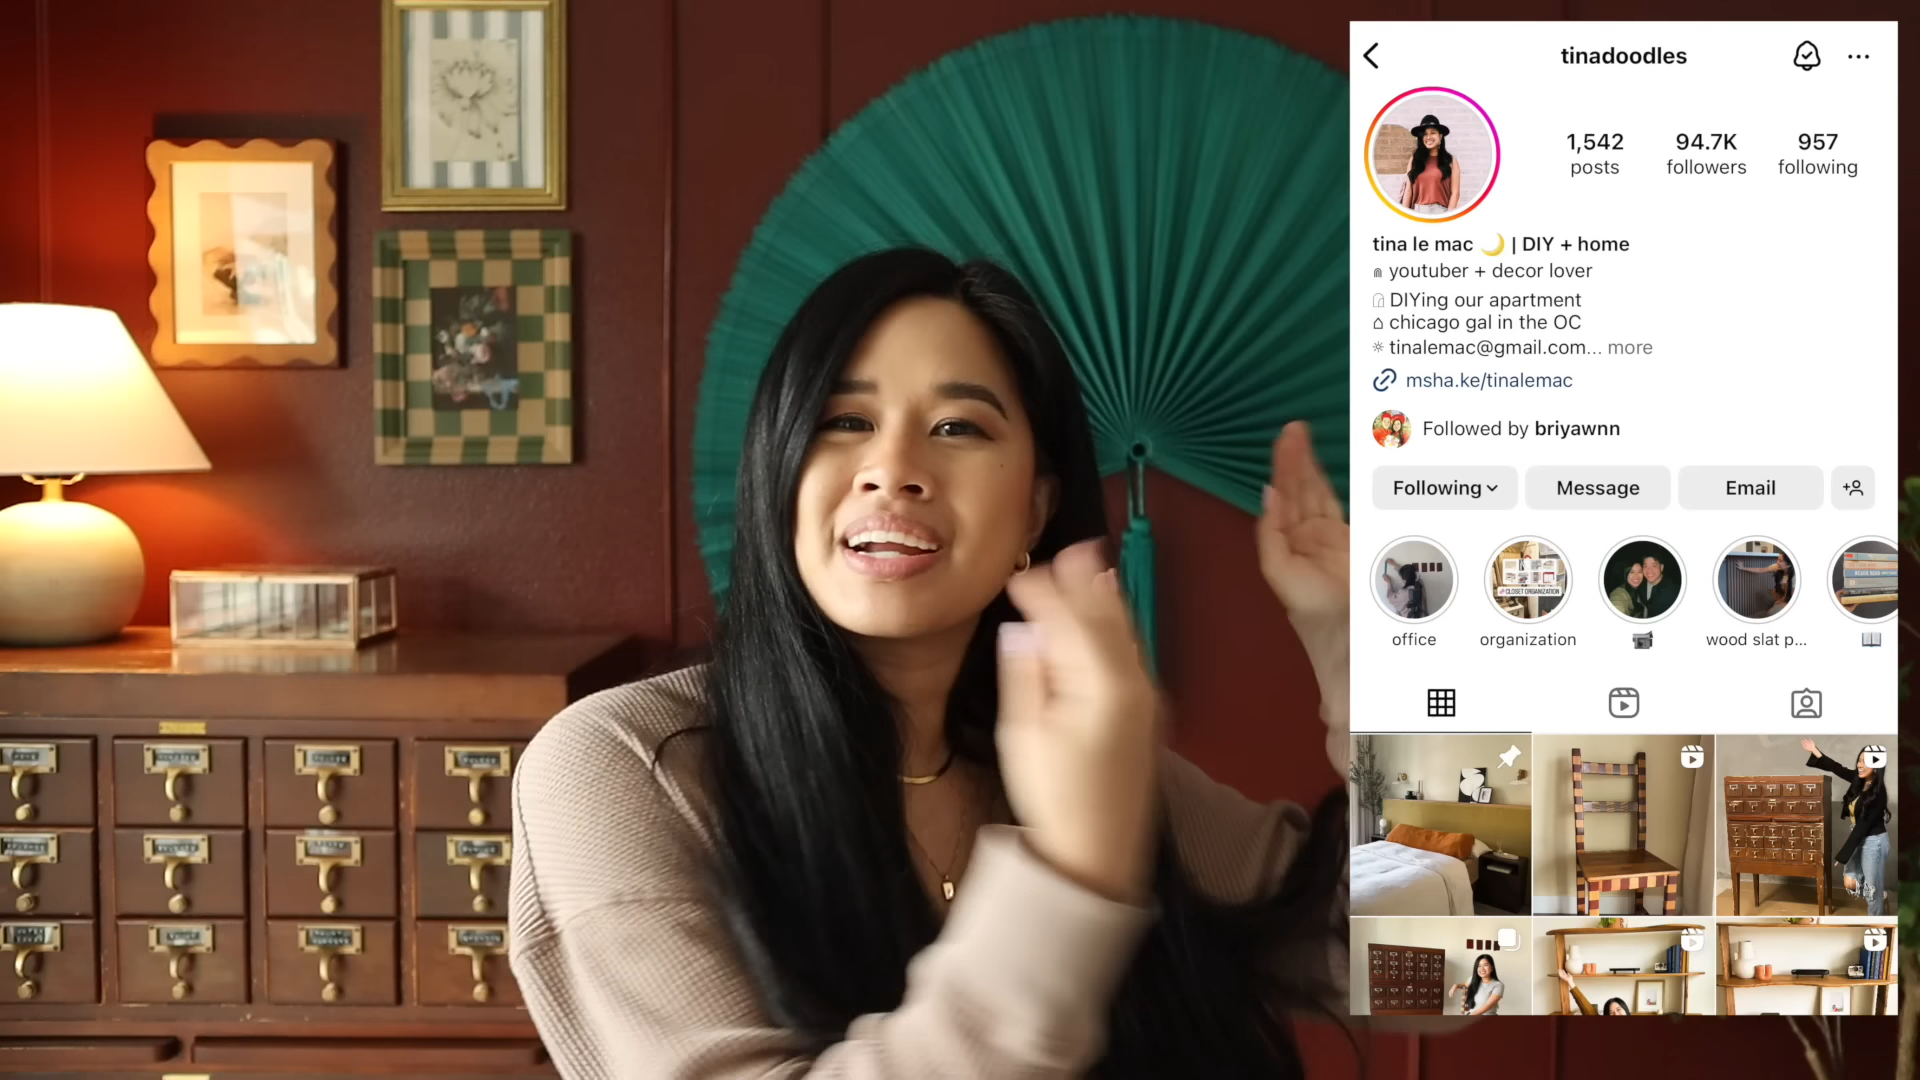 tinadoodles
1,542
posts
94.7K
followers
957
following
tina le mac 🌙 | DIY + home
youtuber + decor lover
DIYing our apartment
chicago gal in the OC
tinalemac@gmail.com... more
msha.ke/tinalemac
Followed by briyawnn
Following
Message
Email
CLOSET ORGANIZATION
office
organization
wood slat p...